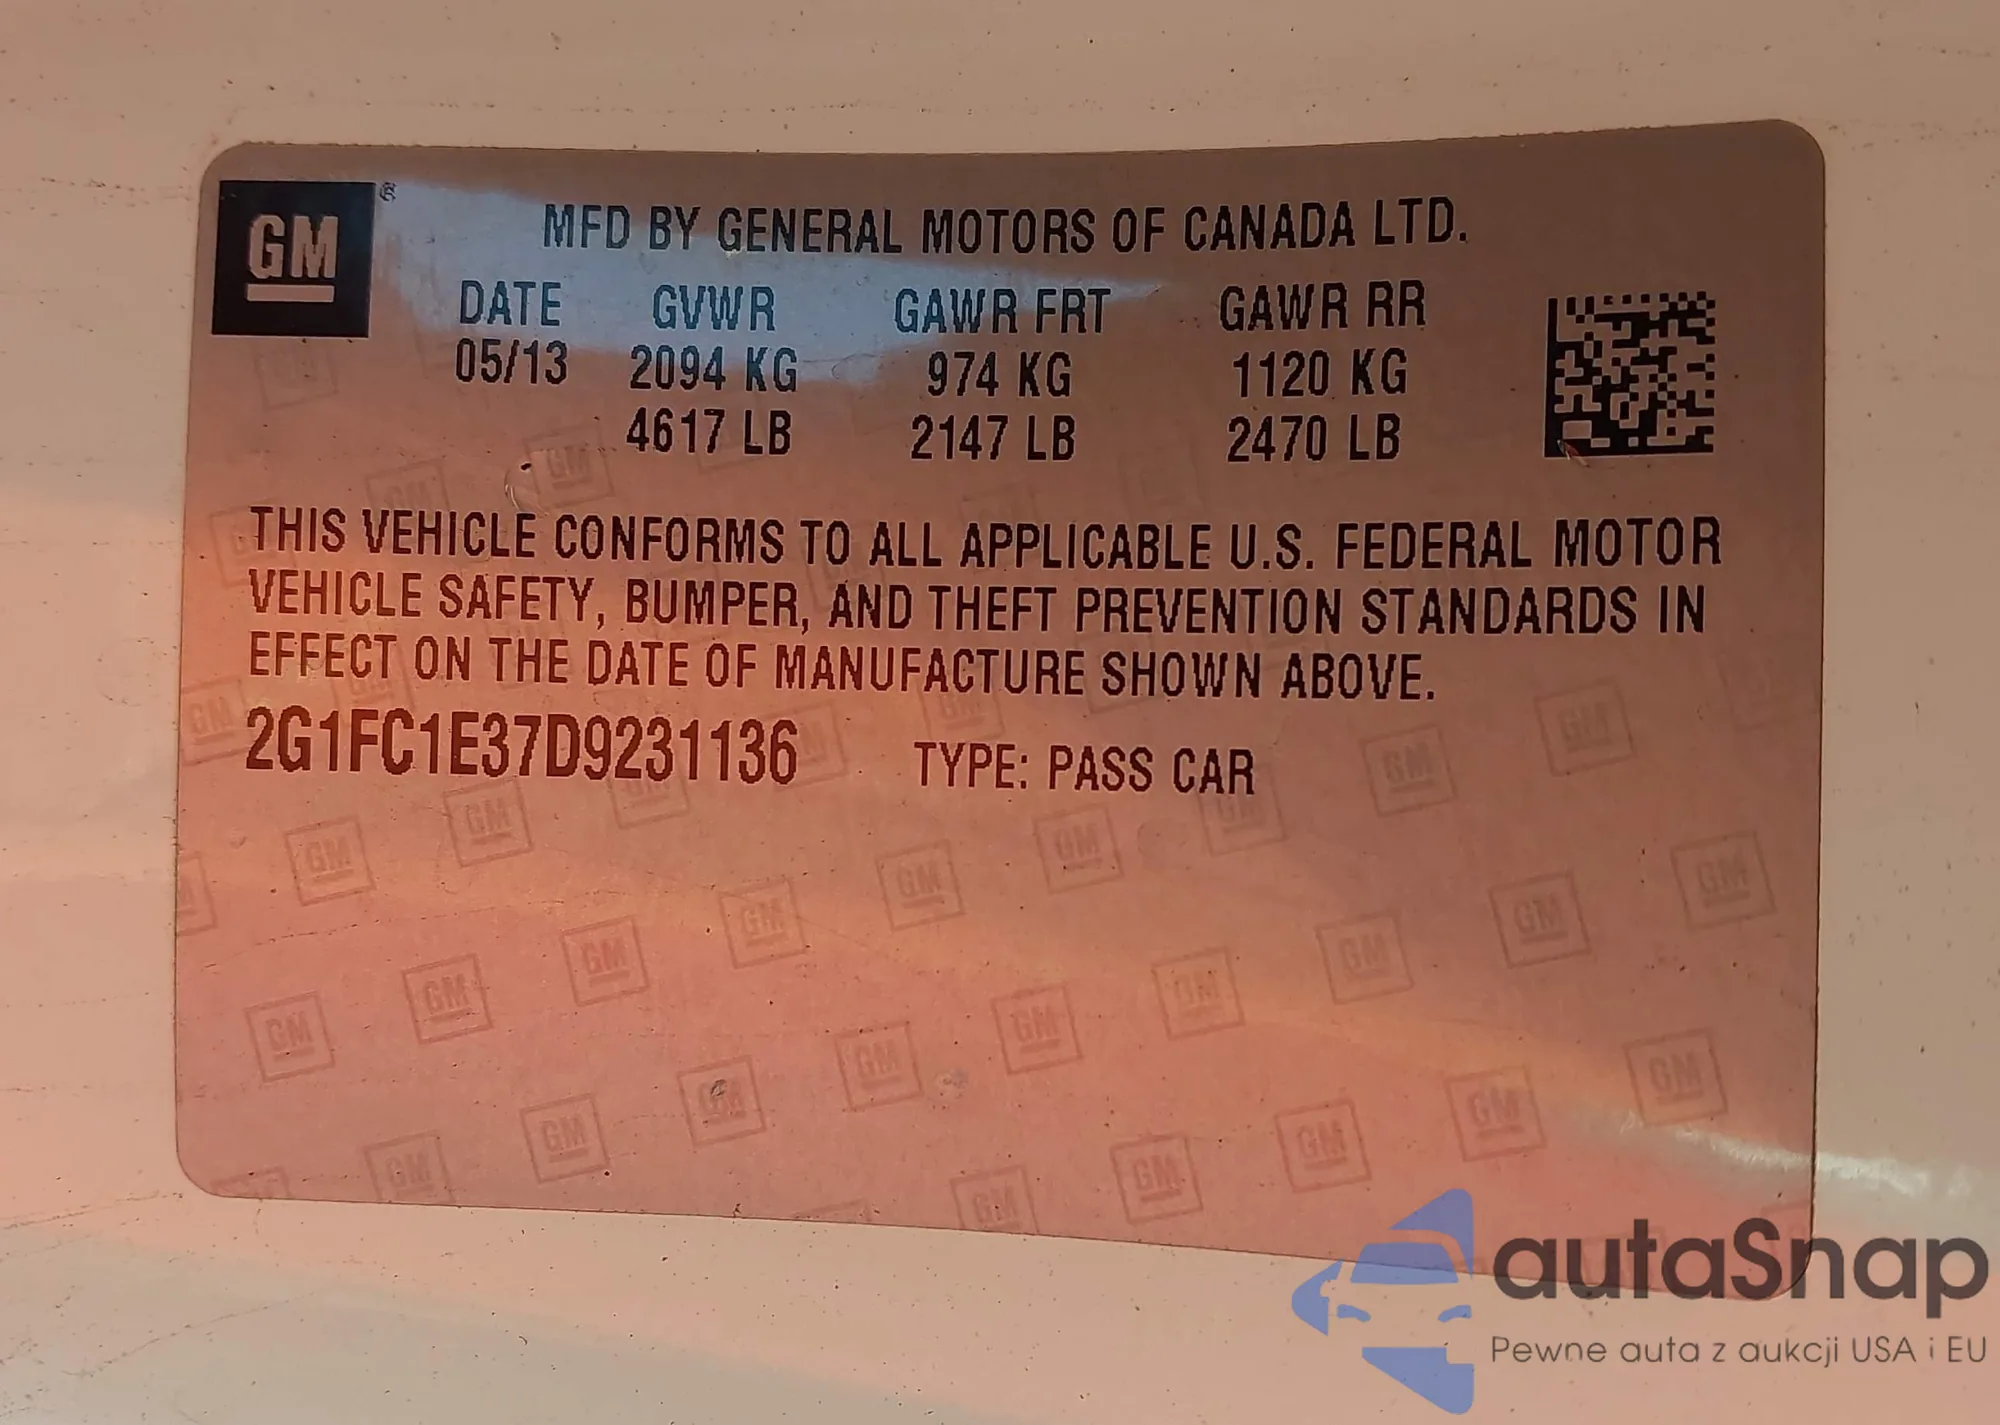 GM
MFD BY GENERAL MOTORS OF CANADA LTD.
DATE GVWR GAWR FRT GAWR RR
05/13 2094 KG 974 KG 1120 KG
4617 LB 2147 LB 2470 LB
THIS VEHICLE CONFORMS TO ALL APPLICABLE U.S. FEDERAL MOTOR
VEHICLE SAFETY, BUMPER, AND THEFT PREVENTION STANDARDS IN
EFFECT ON THE DATE OF MANUFACTURE SHOWN ABOVE.
2G1FC1E37D9231136 TYPE: PASS CAR
autaSnap
Pewne auta z aukcji USA i EU